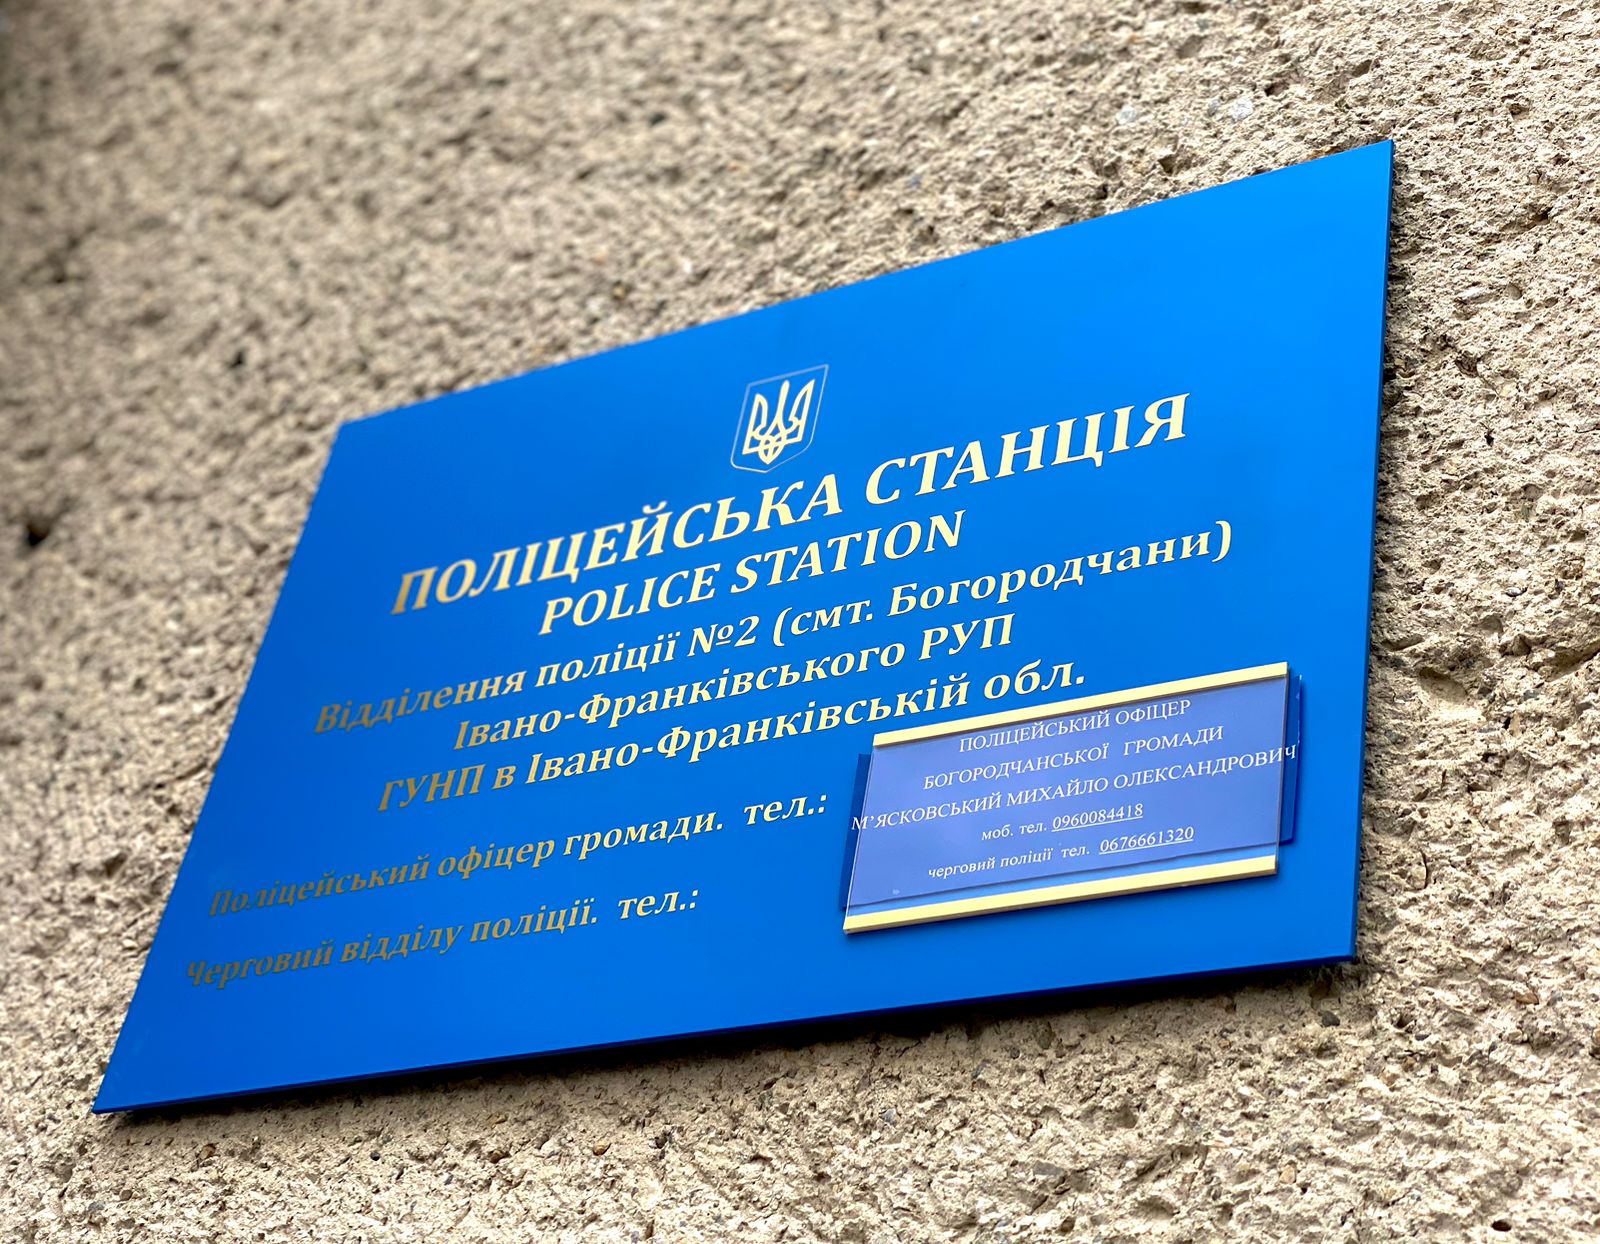 ПОЛІЦЕЙСЬКА СТАНЦІЯ
POLICE STATION
Відділення поліції №2 (смт. Богородчани)
Івано-Франківського РУП
ГУНП в Івано-Франківській обл.
Поліцейський офіцер громади. тел.:
Черговий відділу поліції. тел.:
ПОЛІЦЕЙСЬКИЙ ОФІЦЕР
БОГОРОДЧАНСЬКОЇ ГРОМАДИ
М'ЯСКОВСЬКИЙ МИХАЙЛО ОЛЕКСАНДРОВИЧ
моб. тел. 0960084418
черговий поліції тел. 0676661320